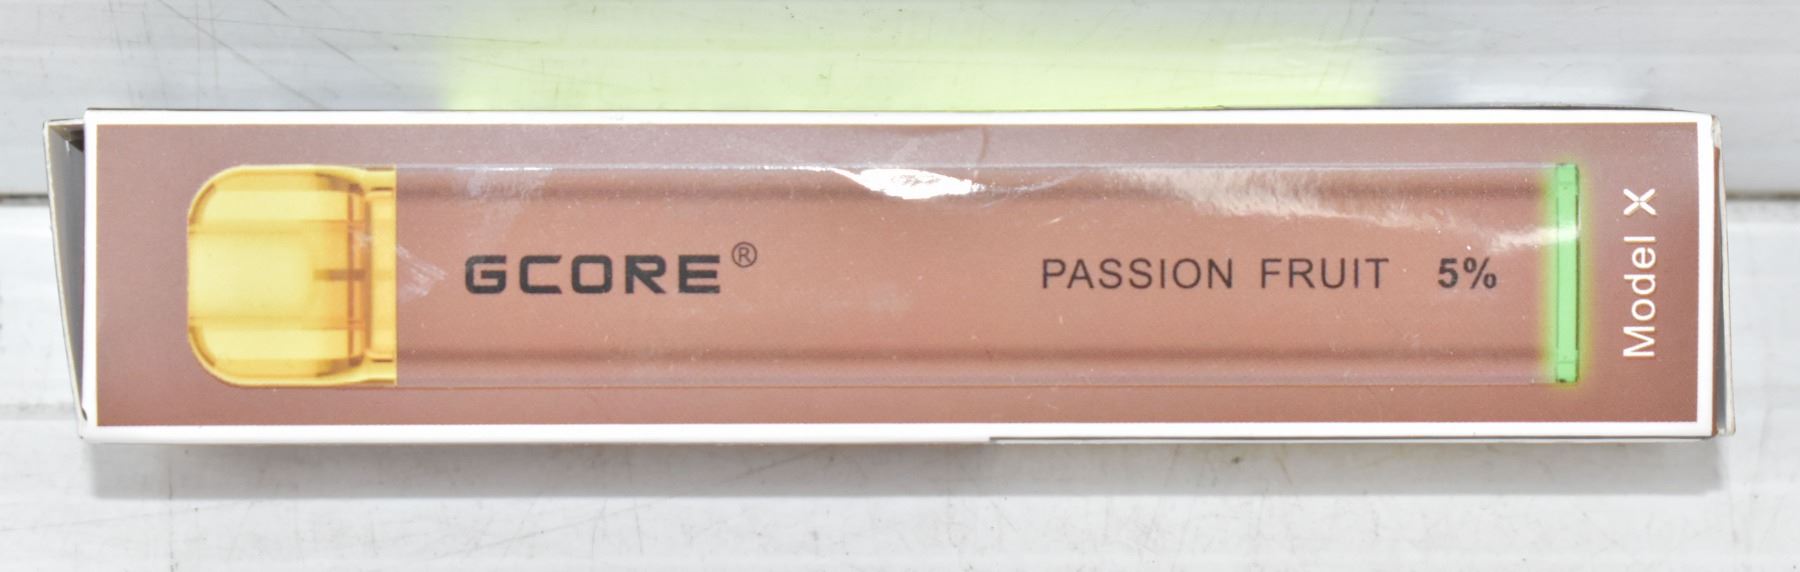 GCORE®
PASSION FRUIT 5%
Model X